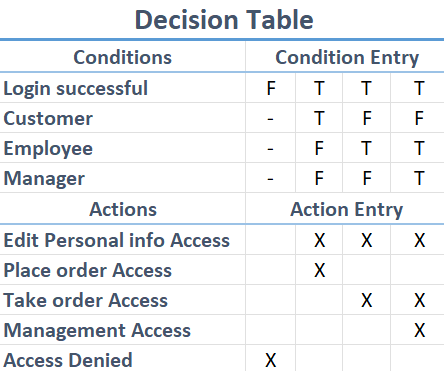 Decision Table
Conditions Condition Entry
Login successful F T T T
Customer - T F F
Employee - F T T
Manager - F F T
Actions Action Entry
Edit Personal info Access X X X
Place order Access X
Take order Access X X
Management Access X
Access Denied X